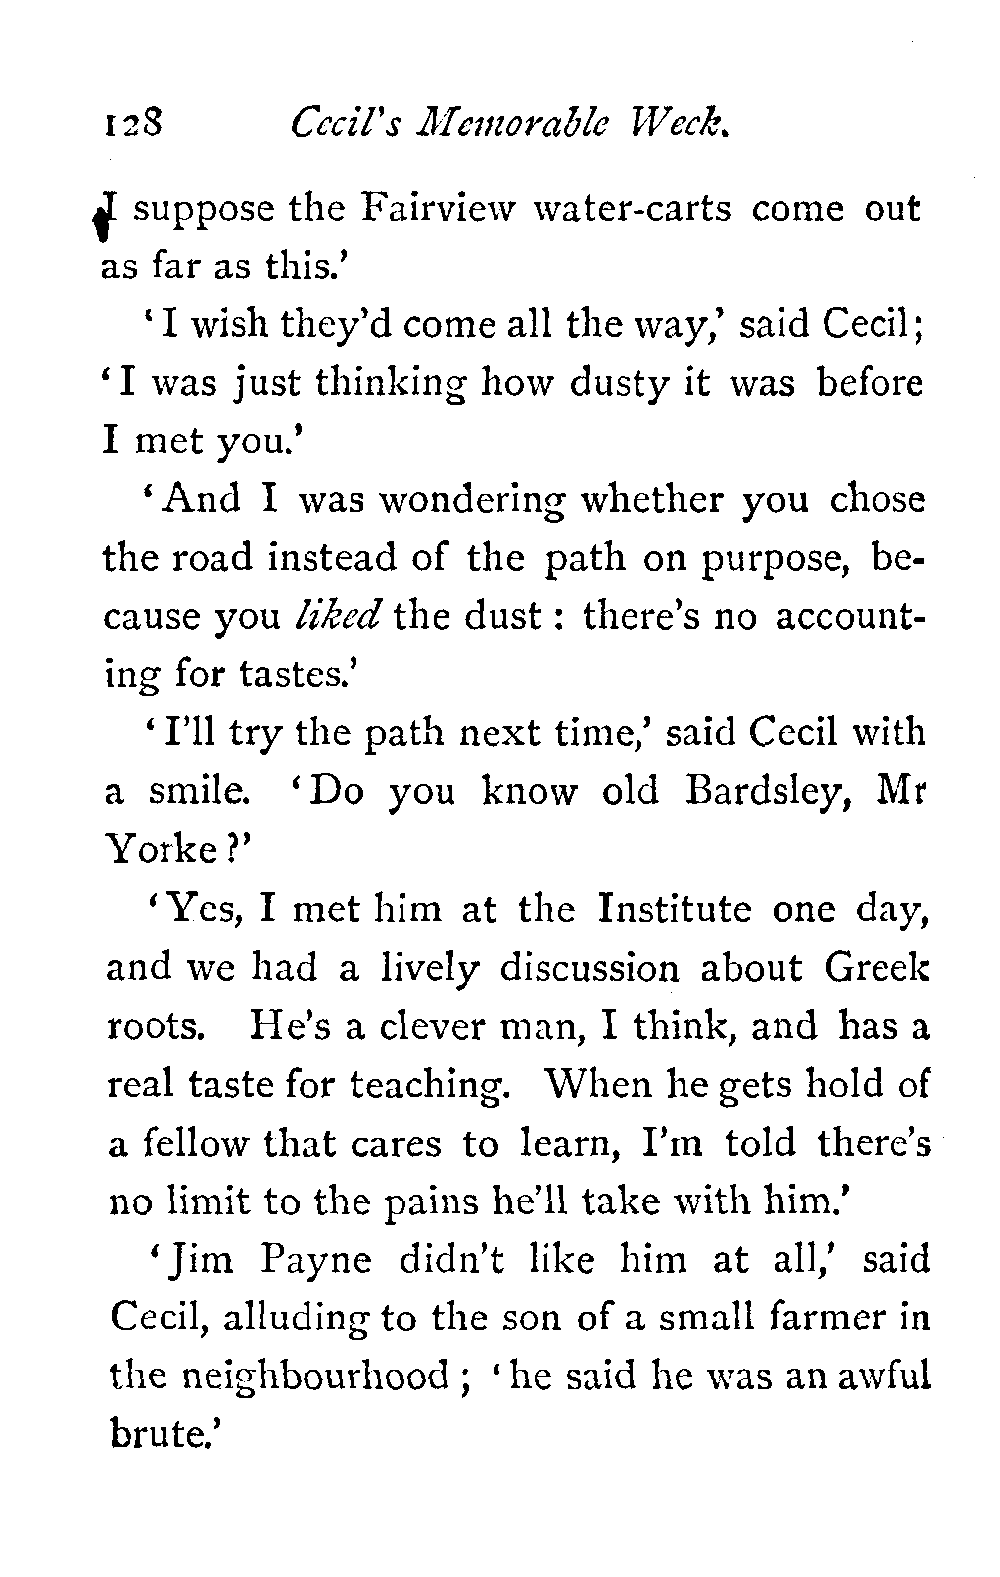 128 Cecil's Memorable Week.
I suppose the Fairview water-carts come out
as far as this.'
'I wish they'd come all the way,' said Cecil;
'I was just thinking how dusty it was before
I met you.'
'And I was wondering whether you chose
the road instead of the path on purpose, be-
cause you liked the dust : there's no account-
ing for tastes.'
'I'll try the path next time,' said Cecil with
a smile. 'Do you know old Bardsley, Mr
Yorke ?'
'Yes, I met him at the Institute one day,
and we had a lively discussion about Greek
roots. He's a clever man, I think, and has a
real taste for teaching. When he gets hold of
a fellow that cares to learn, I'm told there's
no limit to the pains he'll take with him.'
'Jim Payne didn't like him at all,' said
Cecil, alluding to the son of a small farmer in
the neighbourhood ; 'he said he was an awful
brute.'